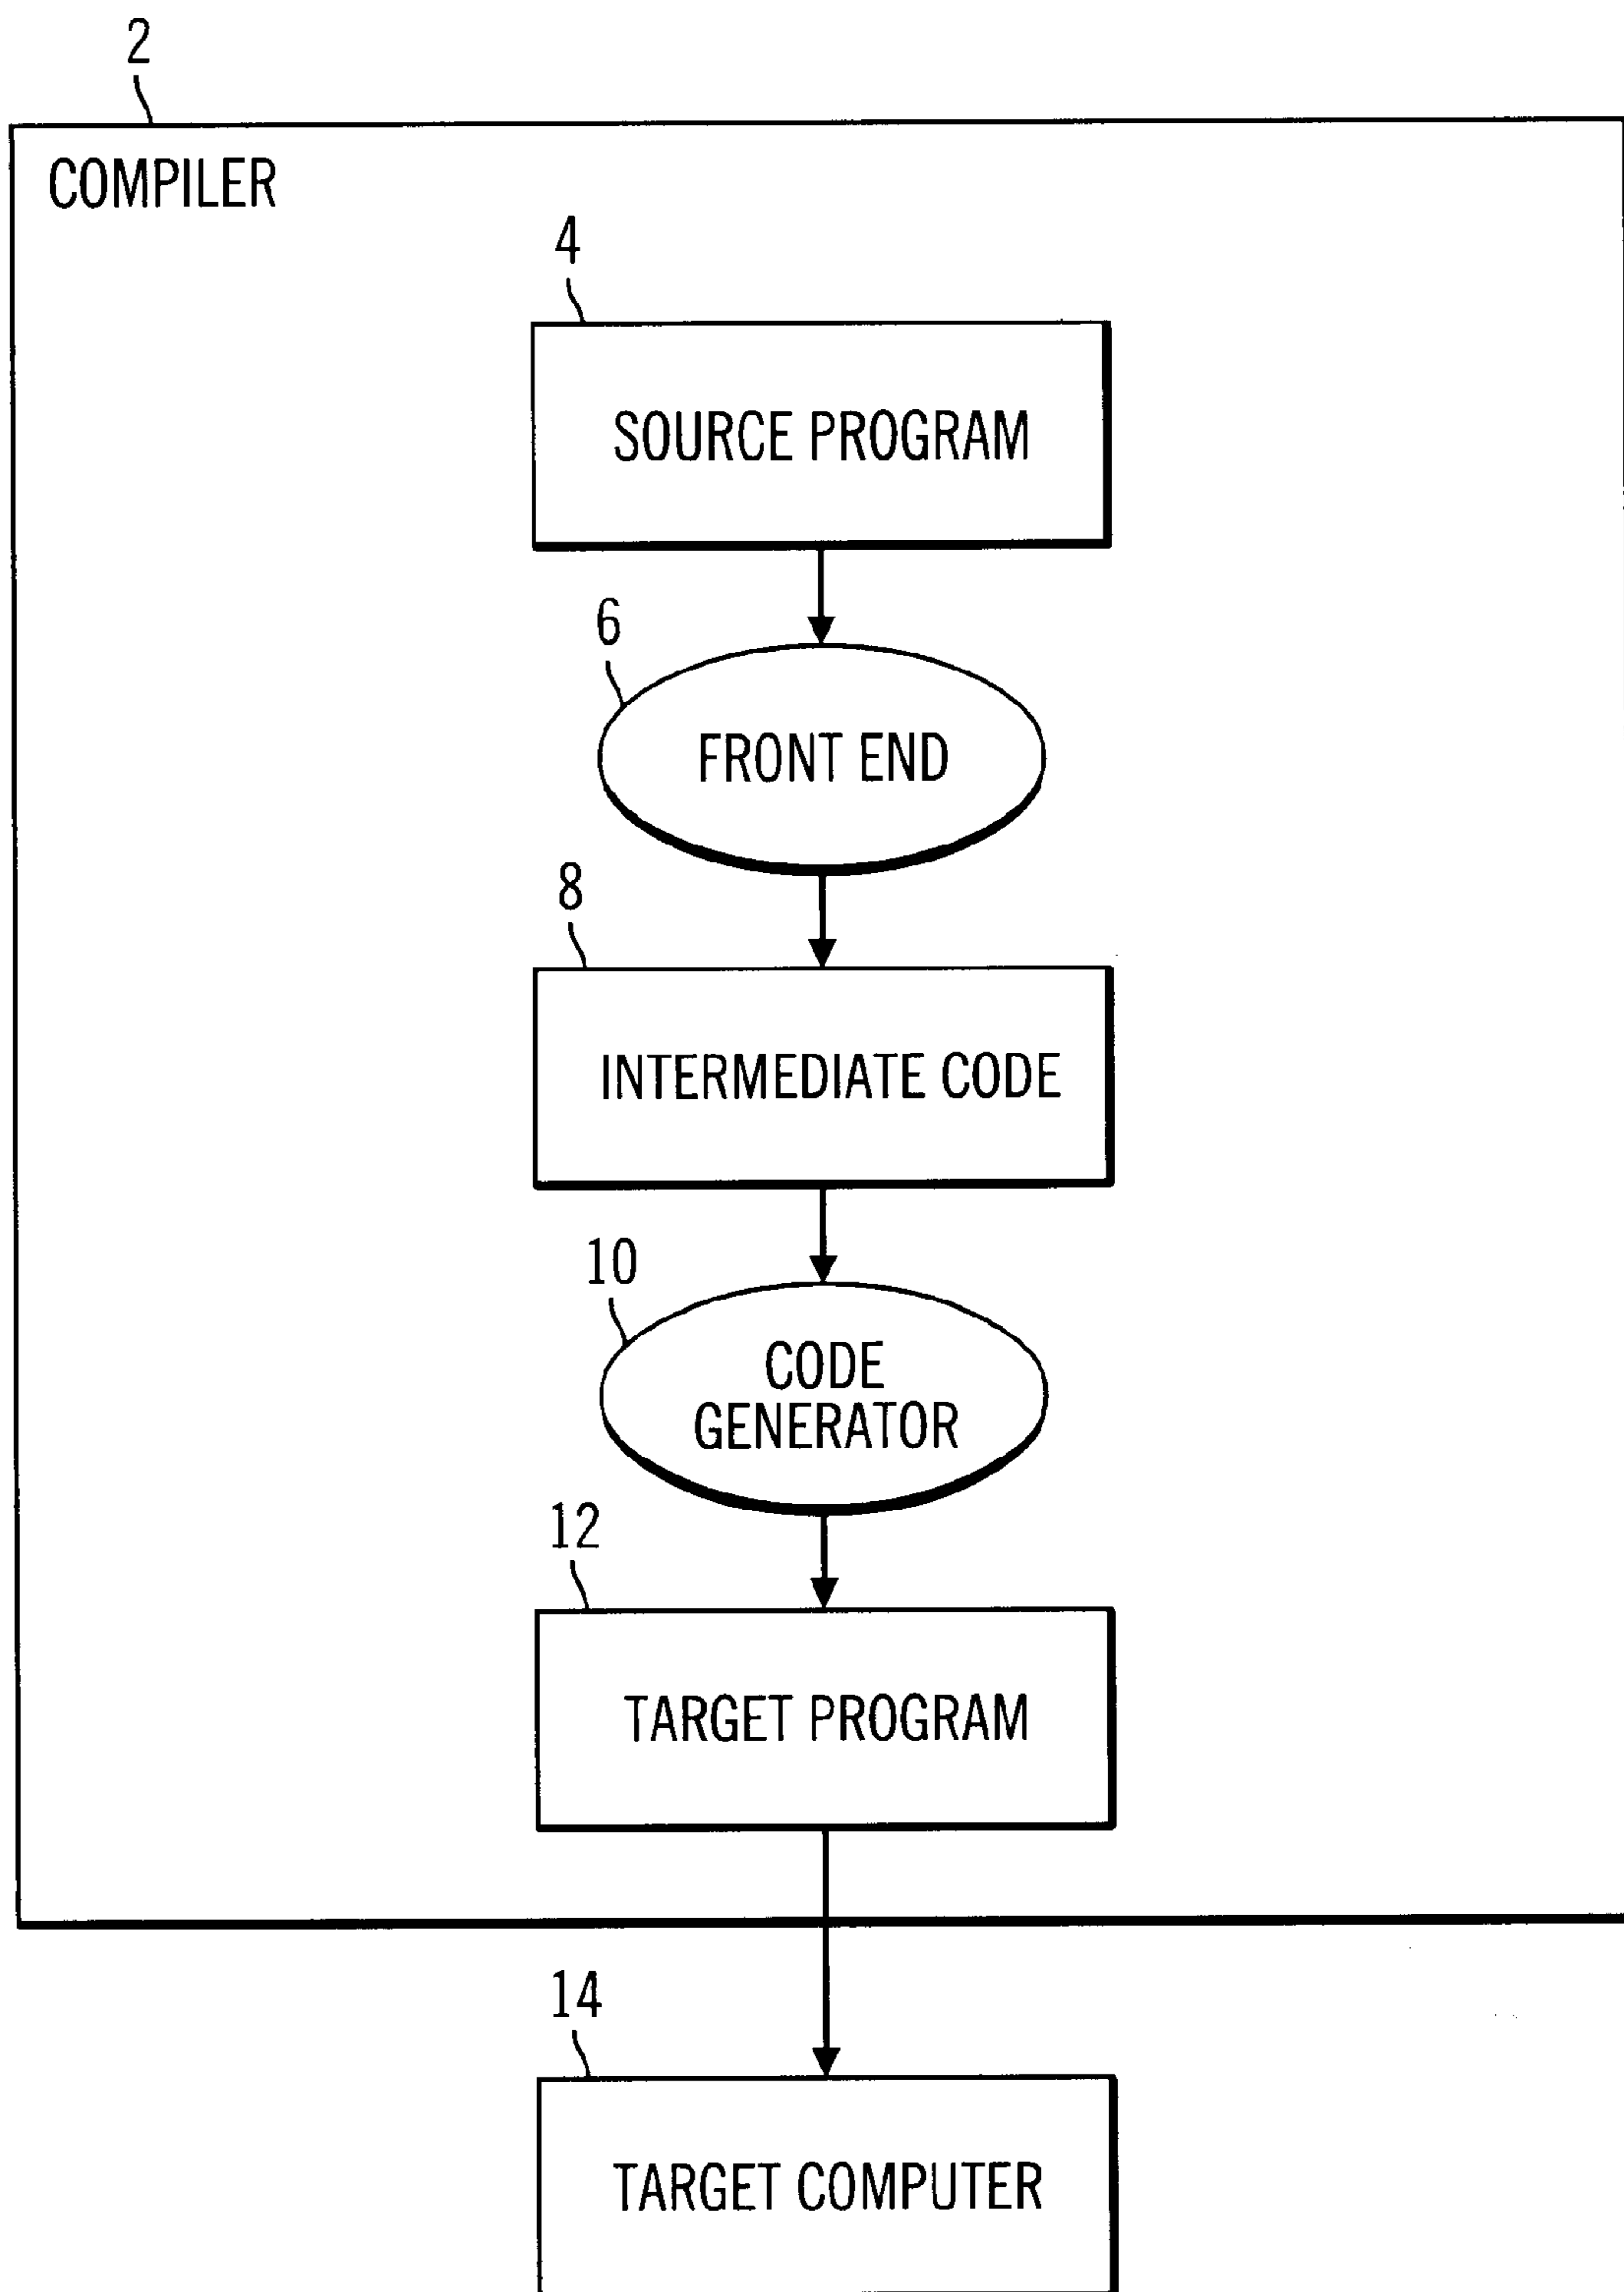 2
COMPILER
4
SOURCE PROGRAM
6
FRONT END
8
INTERMEDIATE CODE
10
CODE
GENERATOR
12
TARGET PROGRAM
14
TARGET COMPUTER